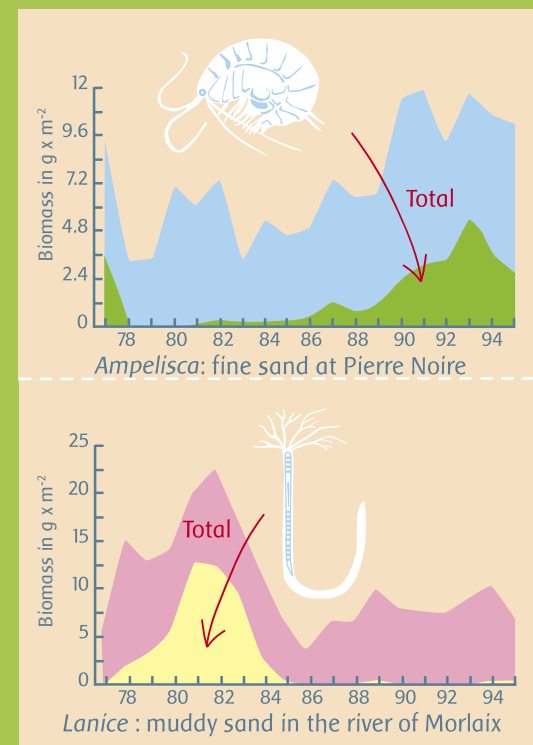 12
9.6
7.2
4.8
2.4
0
Biomass in g x m-2
Total
78 80 82 84 86 88 90 92 94
Ampelisca: fine sand at Pierre Noire
25
20
15
10
5
0
Biomass in g x m-2
Total
78 80 82 84 86 88 90 92 94
Lanice : muddy sand in the river of Morlaix